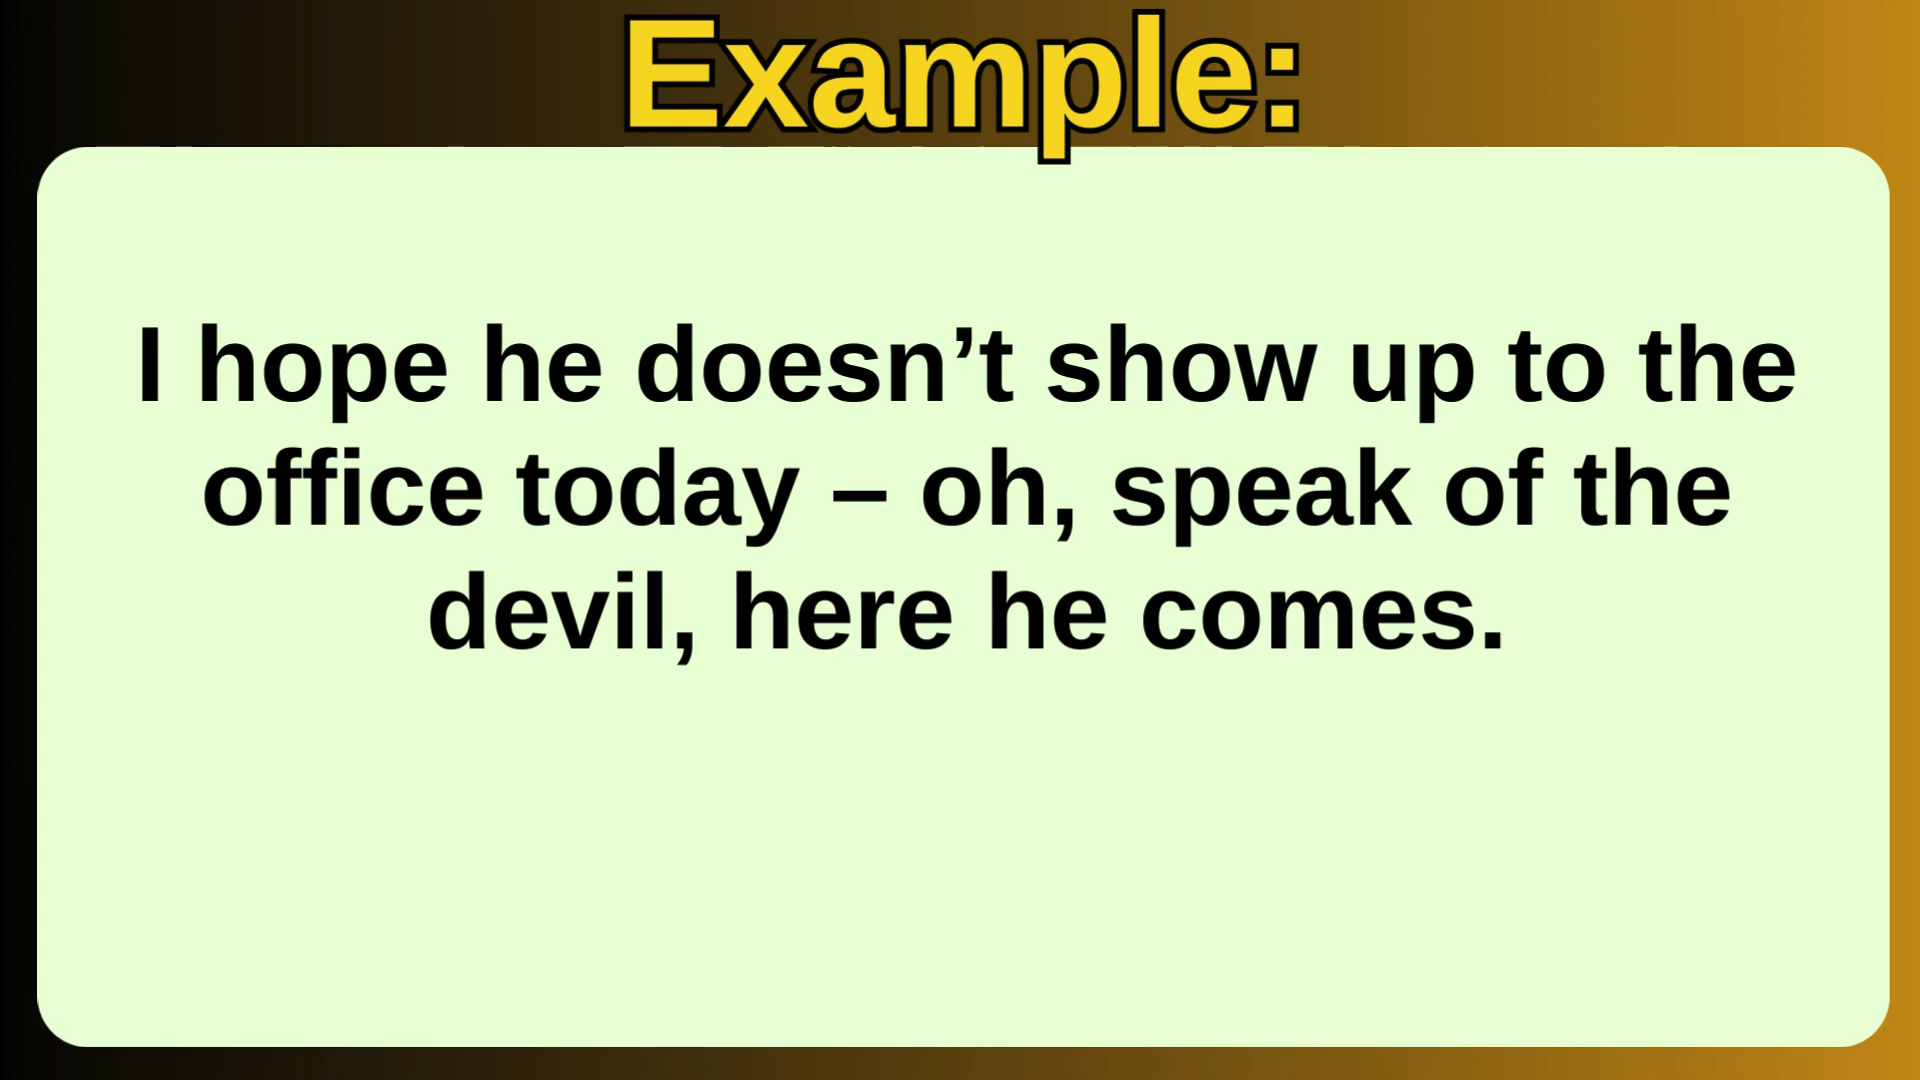 Example:
I hope he doesn’t show up to the
office today – oh, speak of the
devil, here he comes.